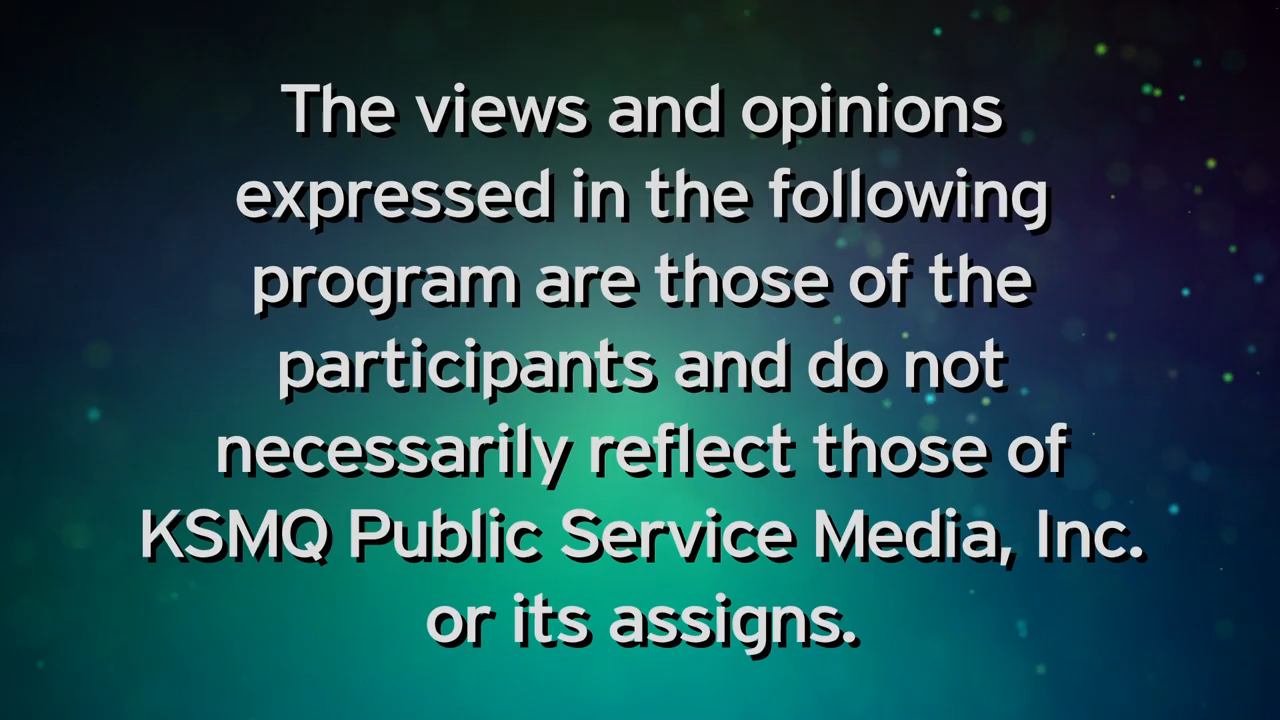 The views and opinions
expressed in the following
program are those of the
participants and do not
necessarily reflect those of
KSMQ Public Service Media, Inc.
or its assigns.